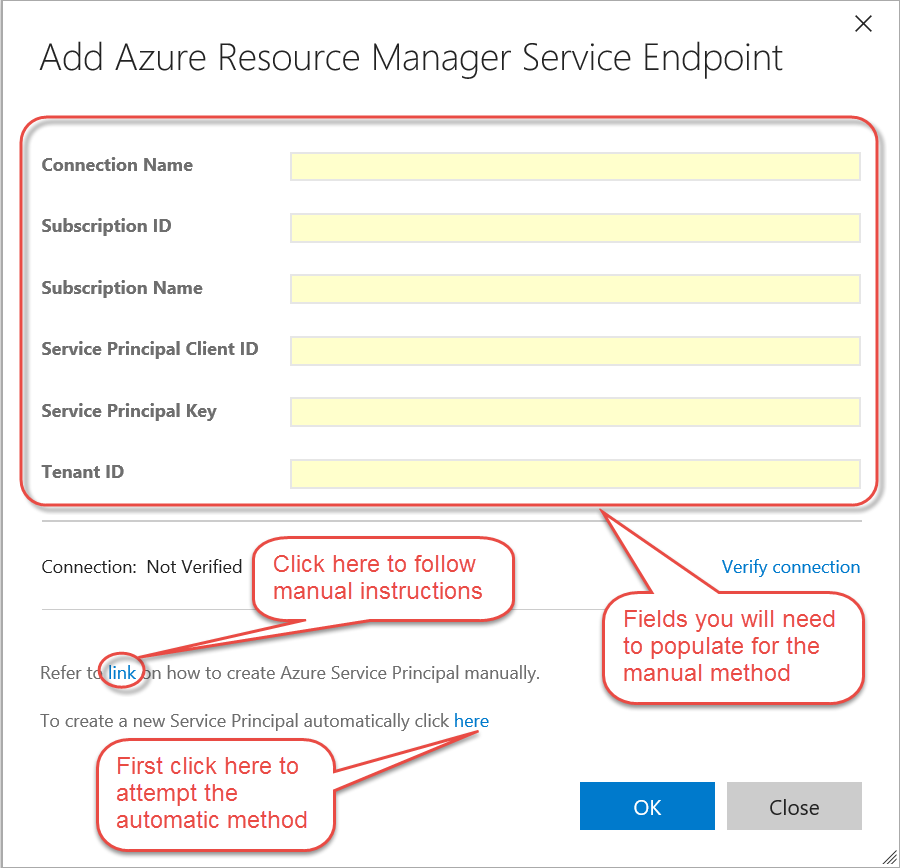 Add Azure Resource Manager Service Endpoint
Connection Name
Subscription ID
Subscription Name
Service Principal Client ID
Service Principal Key
Tenant ID
Connection: Not Verified
Click here to follow
manual instructions
Verify connection
Fields you will need
to populate for the
manual method
Refer to link on how to create Azure Service Principal manually.
To create a new Service Principal automatically click here
First click here to
attempt the
automatic method
OK
Close